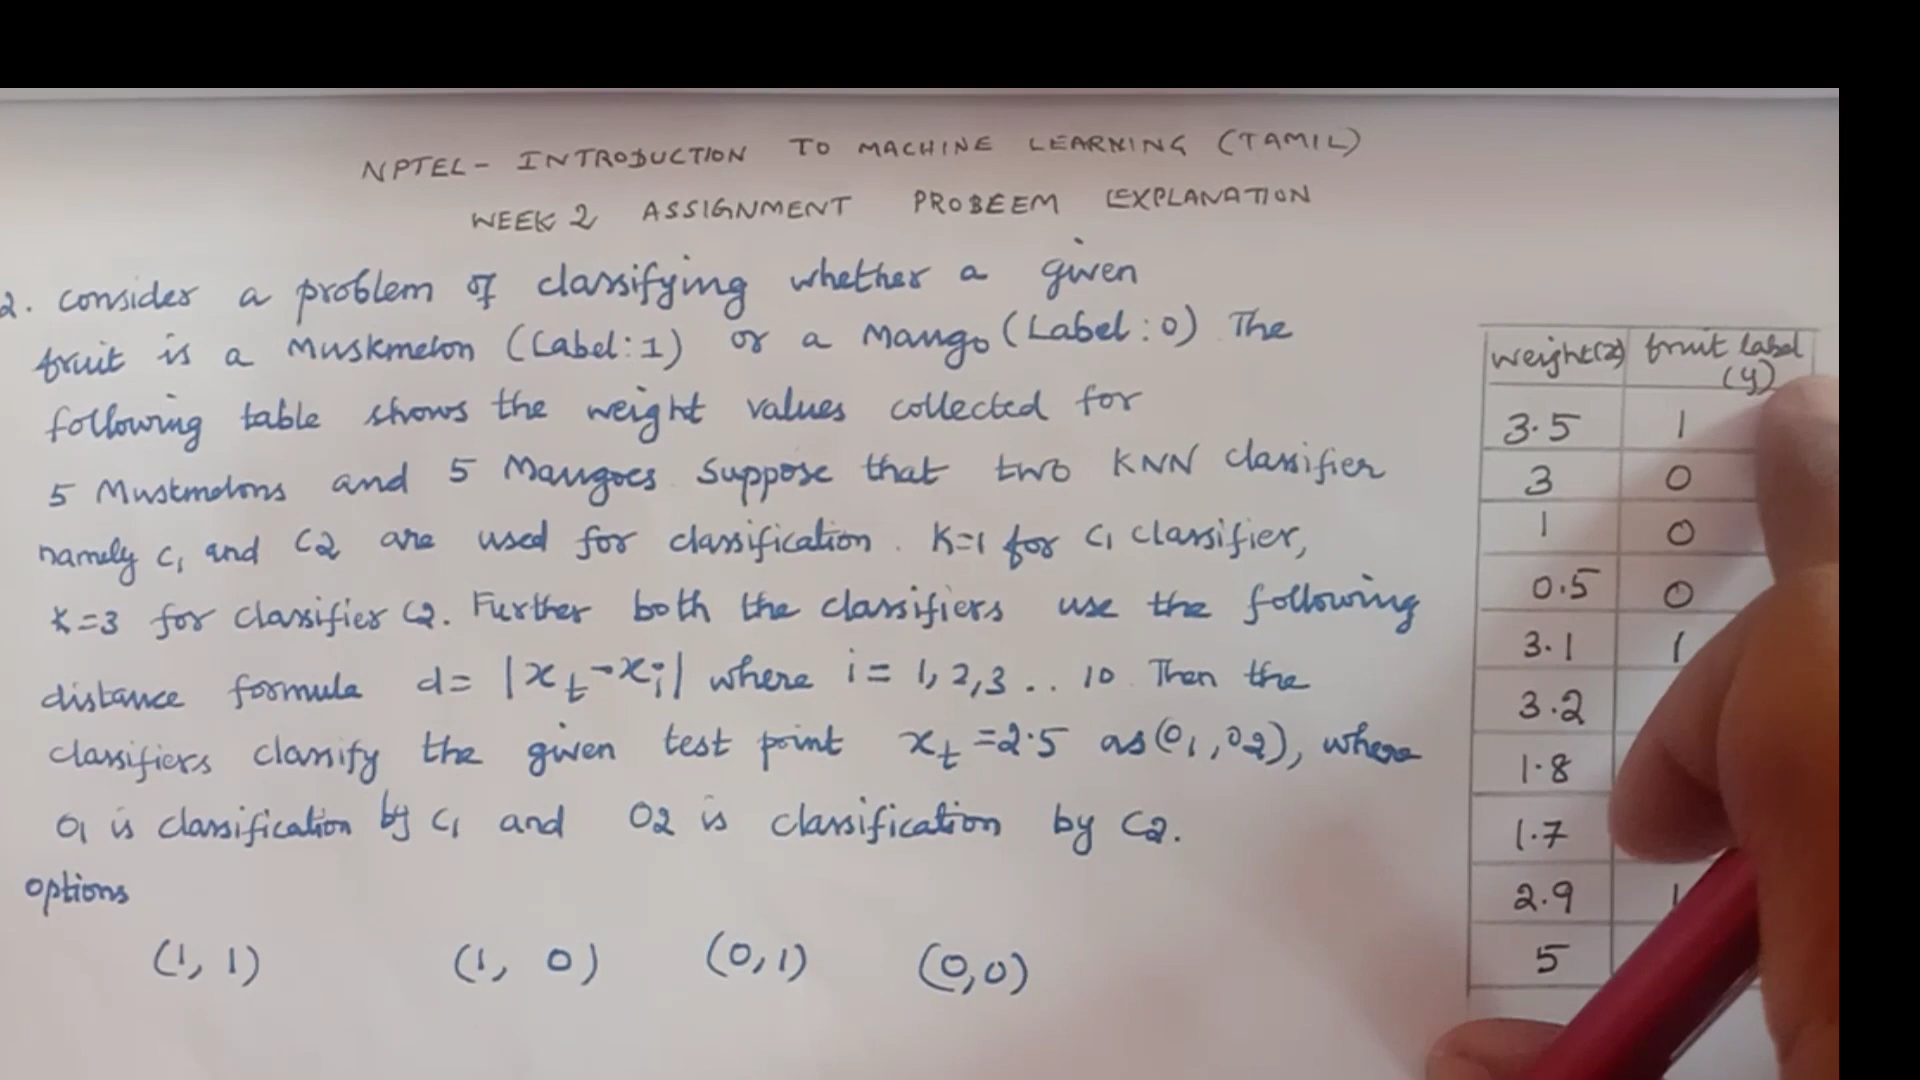 NPTEL - INTRODUCTION TO MACHINE LEARNING (TAMIL)
WEEK 2 ASSIGNMENT PROBEEM EXPLANATION
2. consider a problem of classifying whether a given
fruit is a Muskmelon (Label:1) or a Mango (Label:0) The
following table shows the weight values collected for
5 Muskmelons and 5 Mangoes Suppose that two KNN classifier
namely C1 and C2 are used for classification. K=1 for C1 classifier,
K=3 for classifier C2. Further both the classifiers use the following
distance formula d= |xt-xi| where i = 1,2,3 .. 10 Then the
classifiers classify the given test point xt =2.5 as (O1,O2), where
O1 is classification by C1 and O2 is classification by C2.
options
(1, 1) (1, 0) (0,1) (0,0)
weight(x) fruit label
(y)
3.5 1
3 0
1 0
0.5 0
3.1 1
3.2
1.8
1.7
2.9 1
5